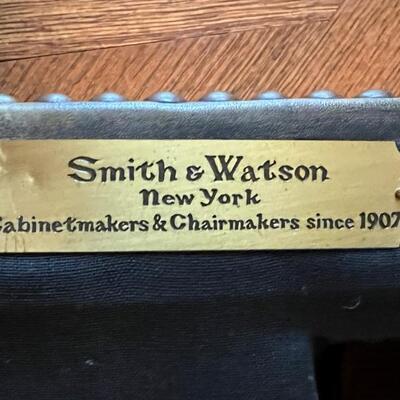 Smith & Watson
New York
Cabinetmakers & Chairmakers since 1907